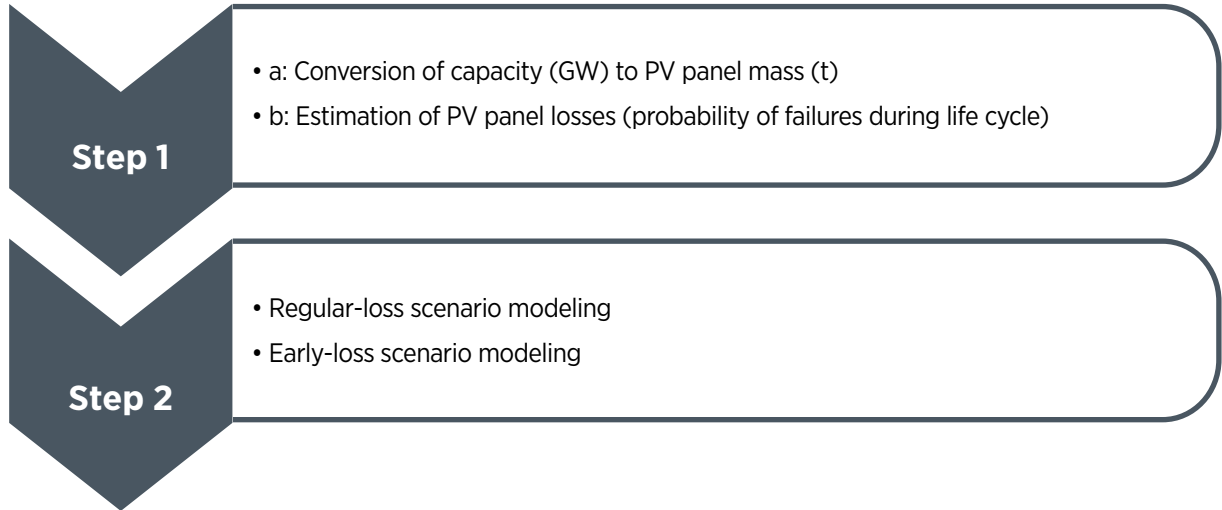 Step 1
• a: Conversion of capacity (GW) to PV panel mass (t)
• b: Estimation of PV panel losses (probability of failures during life cycle)
Step 2
• Regular-loss scenario modeling
• Early-loss scenario modeling